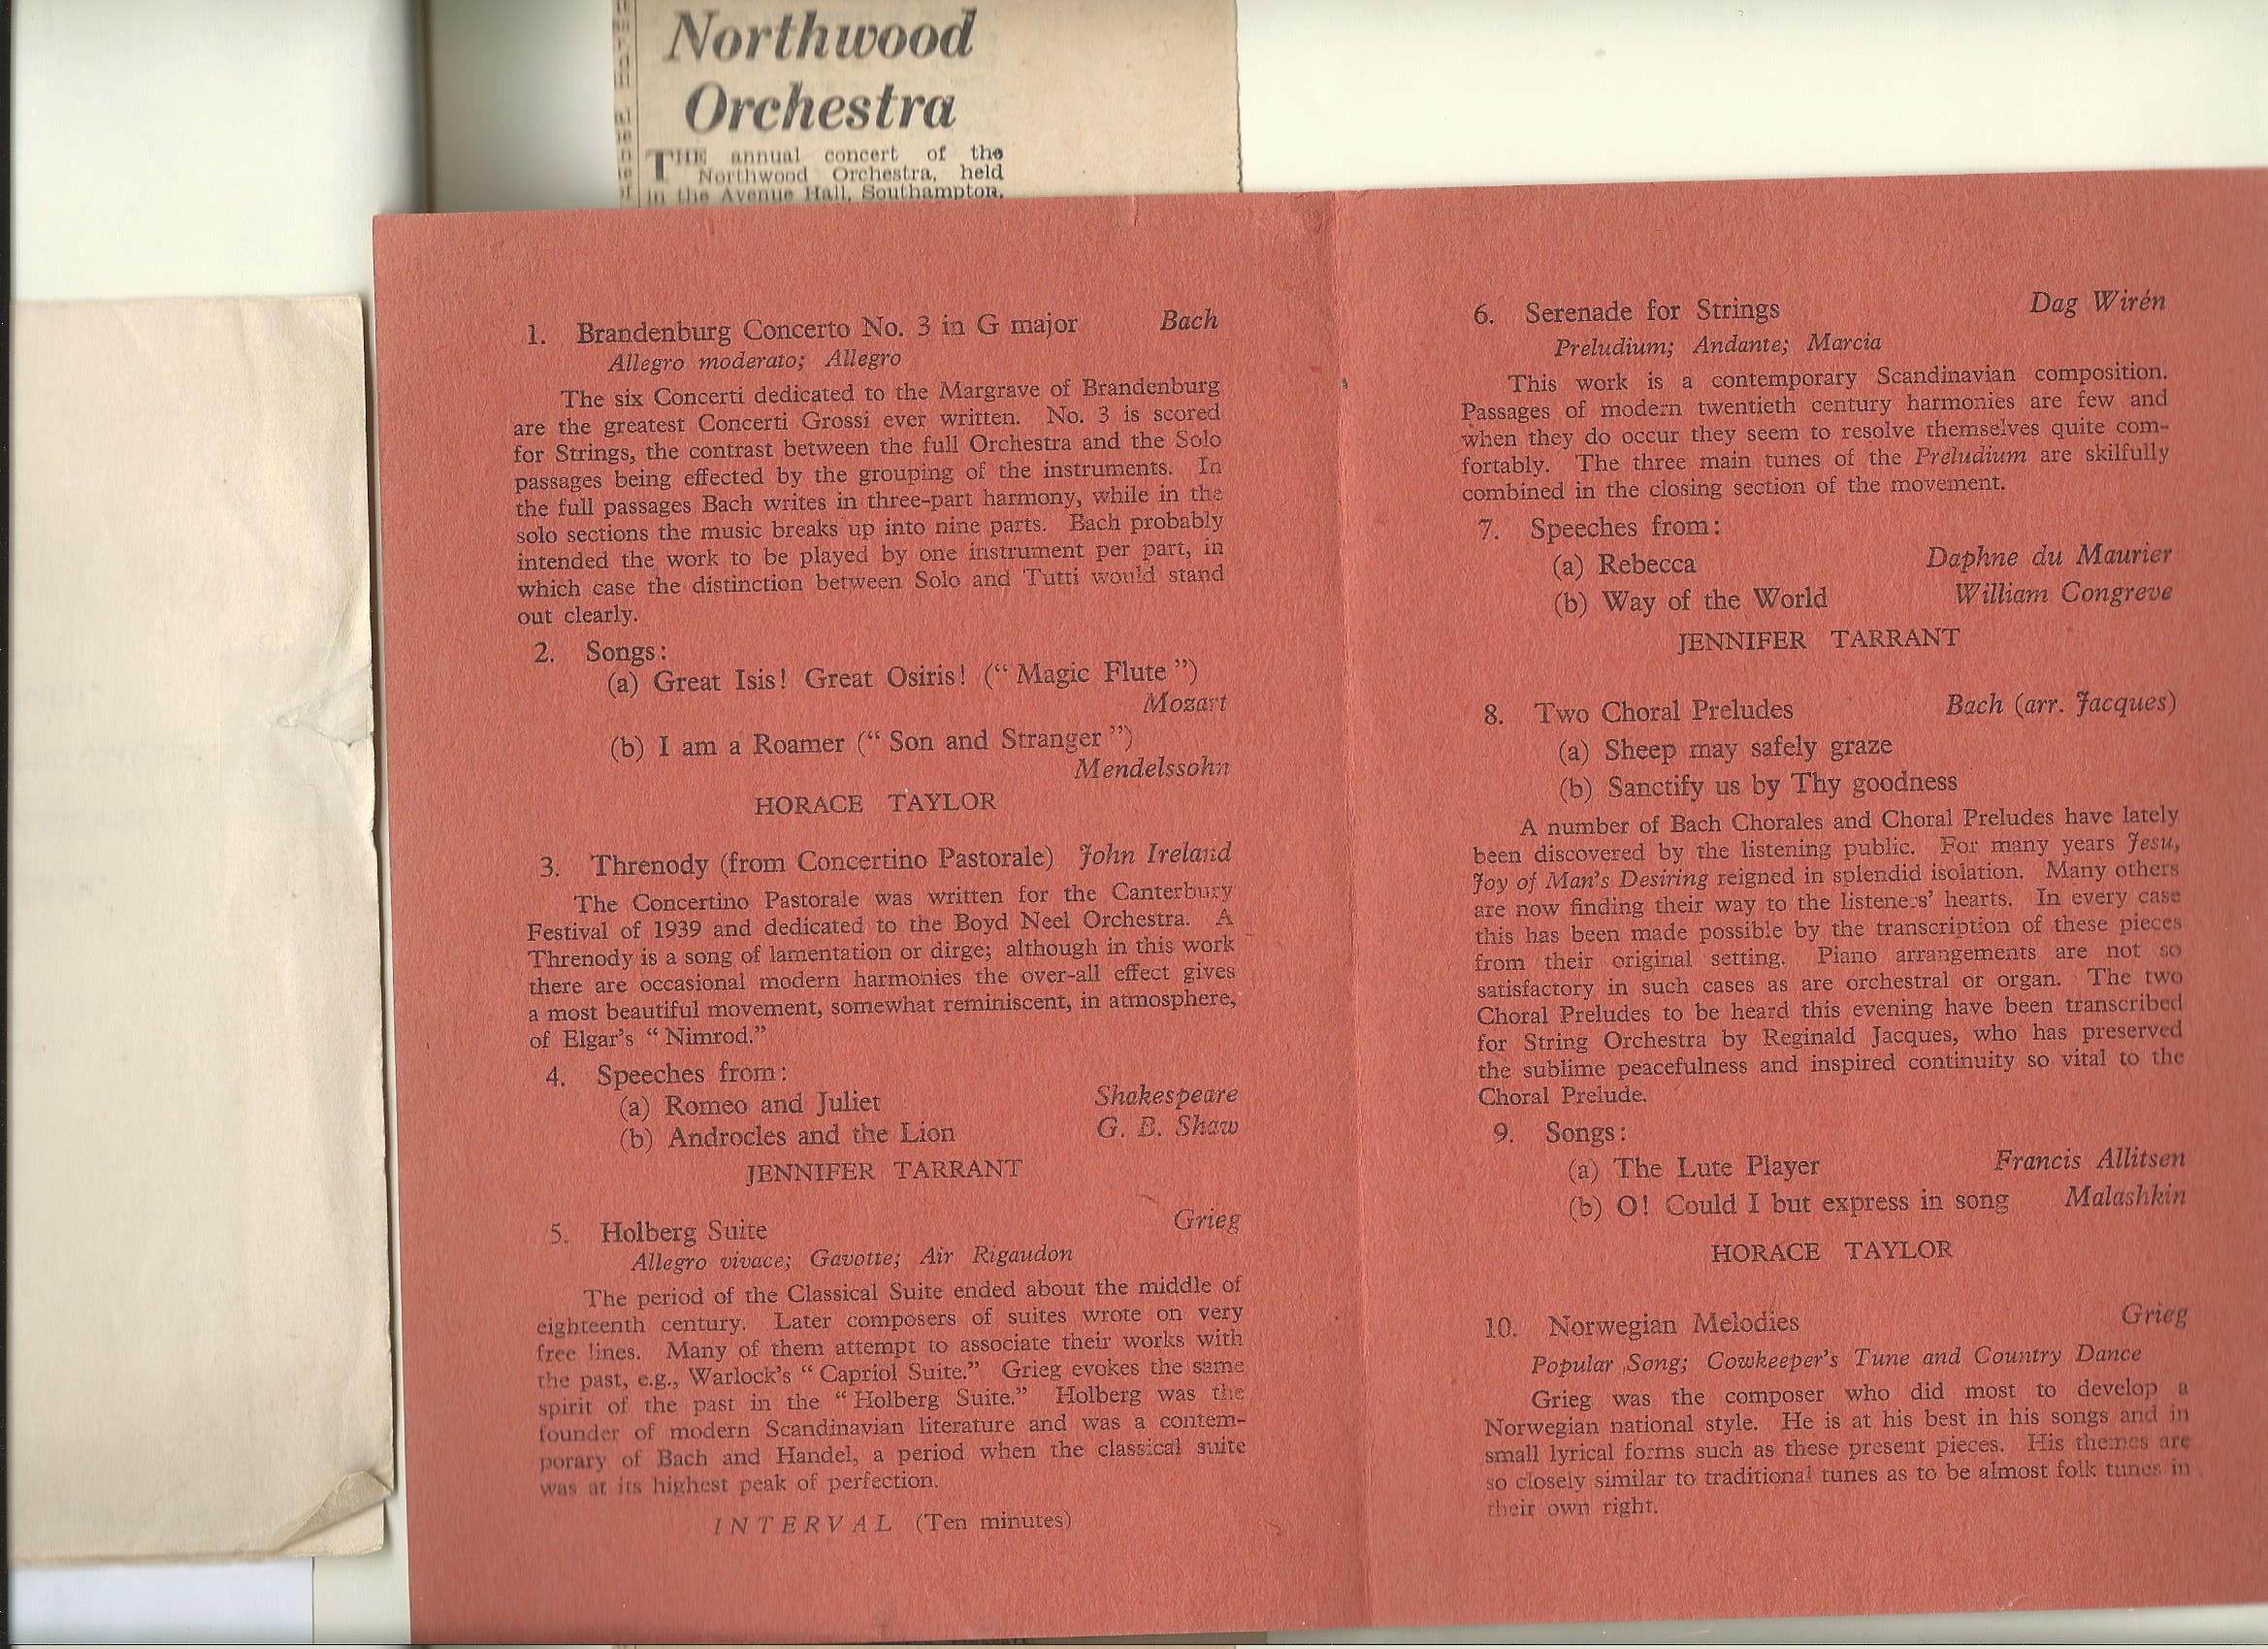 Northwood
Orchestra
THE annual concert of the
Northwood Orchestra, held
in the Avenue Hall, Southampton,
1. Brandenburg Concerto No. 3 in G major Bach
Allegro moderato; Allegro
The six Concerti dedicated to the Margrave of Brandenburg
are the greatest Concerti Grossi ever written. No. 3 is scored
for Strings, the contrast between the full Orchestra and the Solo
passages being effected by the grouping of the instruments. In
the full passages Bach writes in three-part harmony, while in the
solo sections the music breaks up into nine parts. Bach probably
intended the work to be played by one instrument per part, in
which case the distinction between Solo and Tutti would stand
out clearly.
2. Songs:
(a) Great Isis! Great Osiris! (“ Magic Flute ”)
Mozart
(b) I am a Roamer (“ Son and Stranger ”)
Mendelssohn
HORACE TAYLOR
3. Threnody (from Concertino Pastorale) John Ireland
The Concertino Pastorale was written for the Canterbury
Festival of 1939 and dedicated to the Boyd Neel Orchestra. A
Threnody is a song of lamentation or dirge; although in this work
there are occasional modern harmonies the over-all effect gives
a most beautiful movement, somewhat reminiscent, in atmosphere,
of Elgar’s “ Nimrod.”
4. Speeches from:
(a) Romeo and Juliet Shakespeare
(b) Androcles and the Lion G. B. Shaw
JENNIFER TARRANT
5. Holberg Suite Grieg
Allegro vivace; Gavotte; Air Rigaudon
The period of the Classical Suite ended about the middle of
eighteenth century. Later composers of suites wrote on very
free lines. Many of them attempt to associate their works with
the past, e.g., Warlock’s “ Capriol Suite.” Grieg evokes the same
spirit of the past in the “ Holberg Suite.” Holberg was the
founder of modern Scandinavian literature and was a contem-
porary of Bach and Handel, a period when the classical suite
was at its highest peak of perfection.
INTERVAL (Ten minutes)
6. Serenade for Strings Dag Wirén
Preludium; Andante; Marcia
This work is a contemporary Scandinavian composition.
Passages of modern twentieth century harmonies are few and
when they do occur they seem to resolve themselves quite com-
fortably. The three main tunes of the Preludium are skilfully
combined in the closing section of the movement.
7. Speeches from:
(a) Rebecca Daphne du Maurier
(b) Way of the World William Congreve
JENNIFER TARRANT
8. Two Choral Preludes Bach (arr. Jacques)
(a) Sheep may safely graze
(b) Sanctify us by Thy goodness
A number of Bach Chorales and Choral Preludes have lately
been discovered by the listening public. For many years Jesu,
Joy of Man’s Desiring reigned in splendid isolation. Many others
are now finding their way to the listeners’ hearts. In every case
this has been made possible by the transcription of these pieces
from their original setting. Piano arrangements are not so
satisfactory in such cases as are orchestral or organ. The two
Choral Preludes to be heard this evening have been transcribed
for String Orchestra by Reginald Jacques, who has preserved
the sublime peacefulness and inspired continuity so vital to the
Choral Prelude.
9. Songs:
(a) The Lute Player Francis Allitsen
(b) O! Could I but express in song Malashkin
HORACE TAYLOR
10. Norwegian Melodies Grieg
Popular Song; Cowkeeper’s Tune and Country Dance
Grieg was the composer who did most to develop a
Norwegian national style. He is at his best in his songs and in
small lyrical forms such as these present pieces. His themes are
so closely similar to traditional tunes as to be almost folk tunes in
their own right.